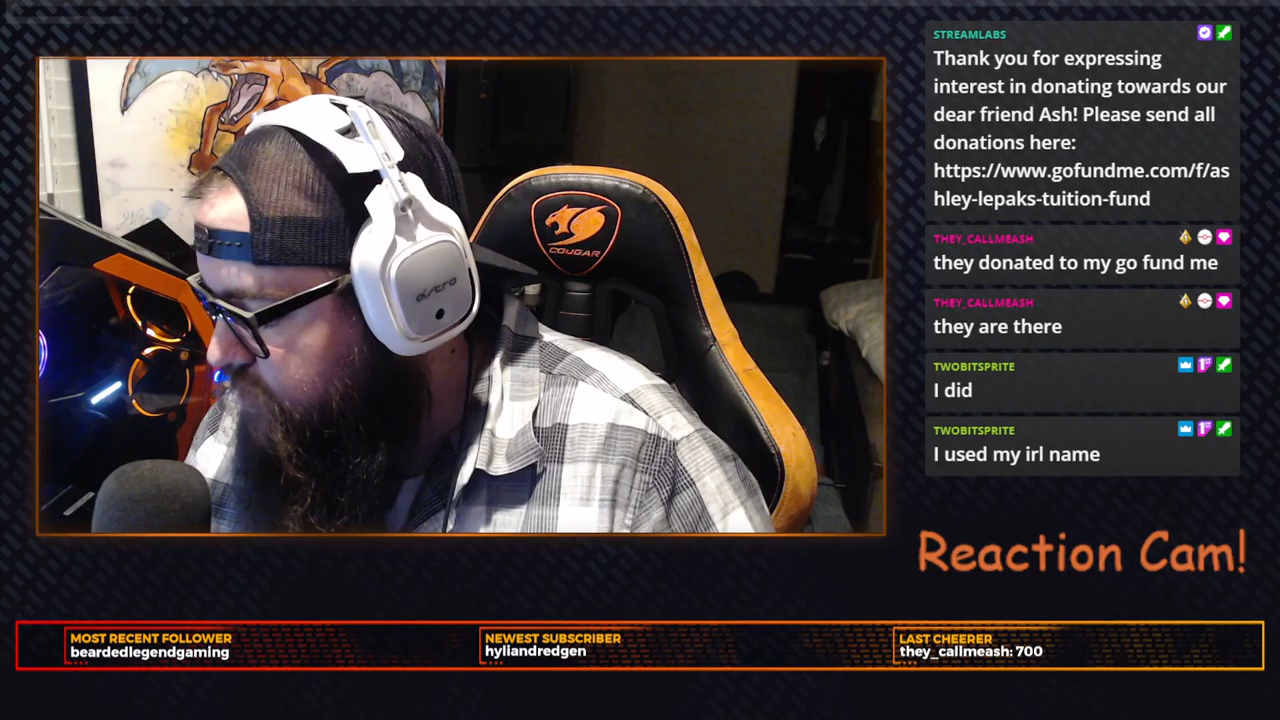 STREAMLABS
Thank you for expressing
interest in donating towards our
dear friend Ash! Please send all
donations here:
https://www.gofundme.com/f/as
hley-lepaks-tuition-fund
THEY_CALLMEASH
they donated to my go fund me
THEY_CALLMEASH
they are there
TWOBITSPRITE
I did
TWOBITSPRITE
I used my irl name
astro
COUGAR
Reaction Cam!
MOST RECENT FOLLOWER
beardedlegendgaming
NEWEST SUBSCRIBER
hyliandredgen
LAST CHEERER
they_callmeash: 700